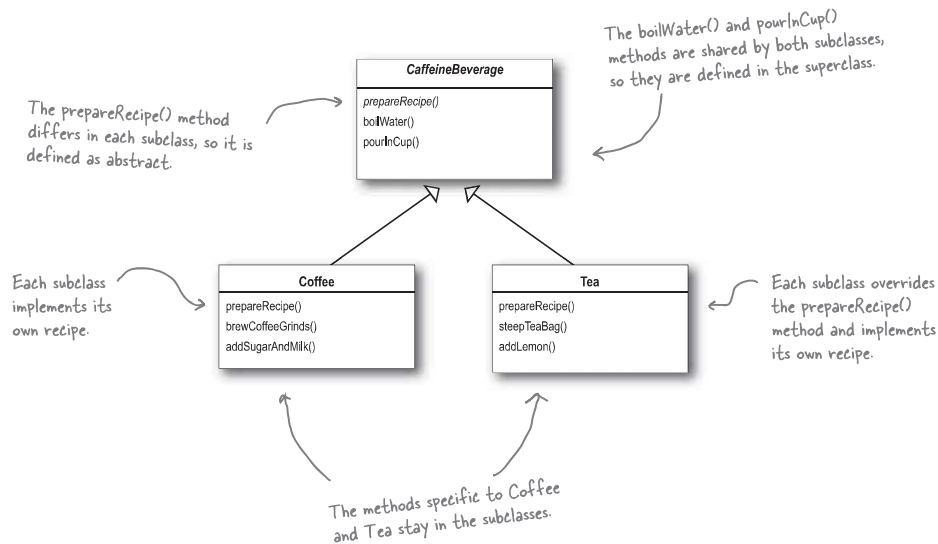 The boilWater() and pourInCup()
methods are shared by both subclasses,
so they are defined in the superclass.
CaffeineBeverage
prepareRecipe()
boilWater()
pourInCup()
The prepareRecipe() method
differs in each subclass, so it is
defined as abstract.
Each subclass
implements its
own recipe.
Coffee
prepareRecipe()
brewCoffeeGrinds()
addSugarAndMilk()
Tea
prepareRecipe()
steepTeaBag()
addLemon()
Each subclass overrides
the prepareRecipe()
method and implements
its own recipe.
The methods specific to Coffee
and Tea stay in the subclasses.